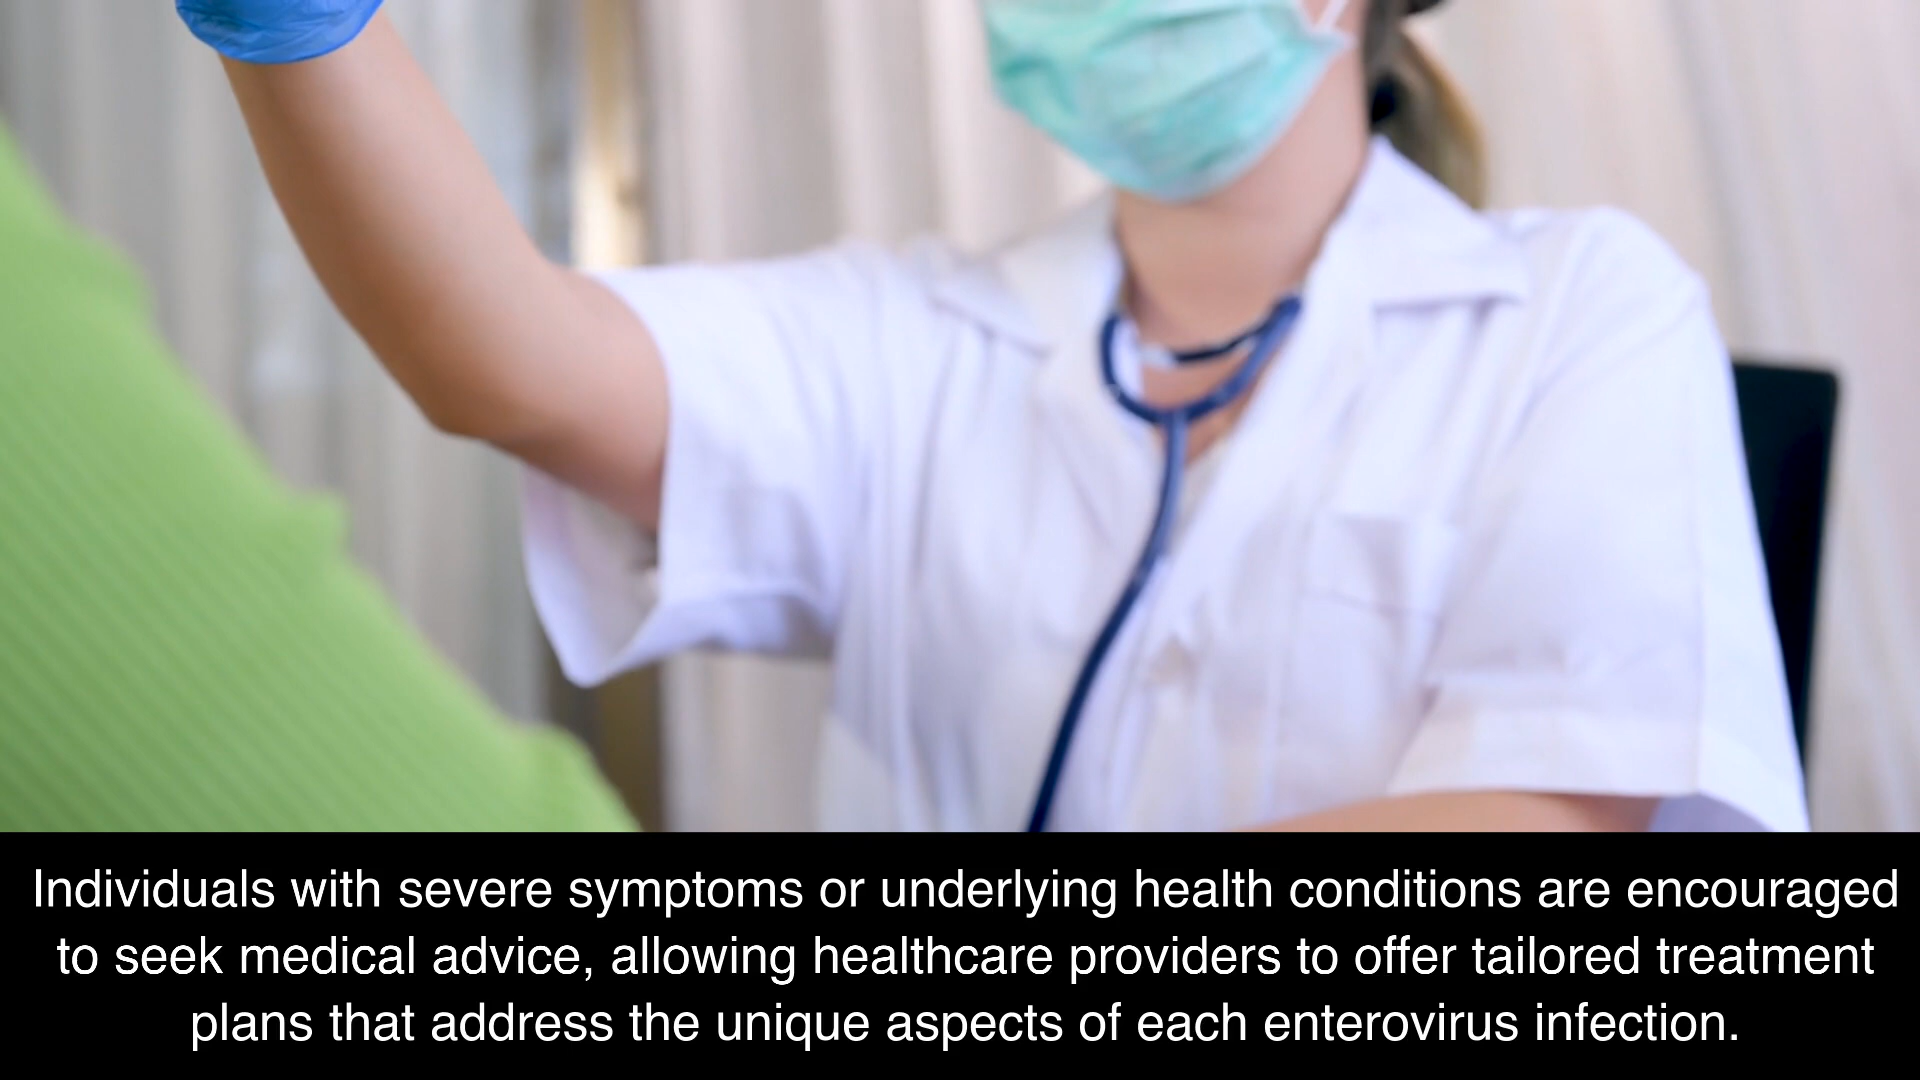 Individuals with severe symptoms or underlying health conditions are encouraged
to seek medical advice, allowing healthcare providers to offer tailored treatment
plans that address the unique aspects of each enterovirus infection.